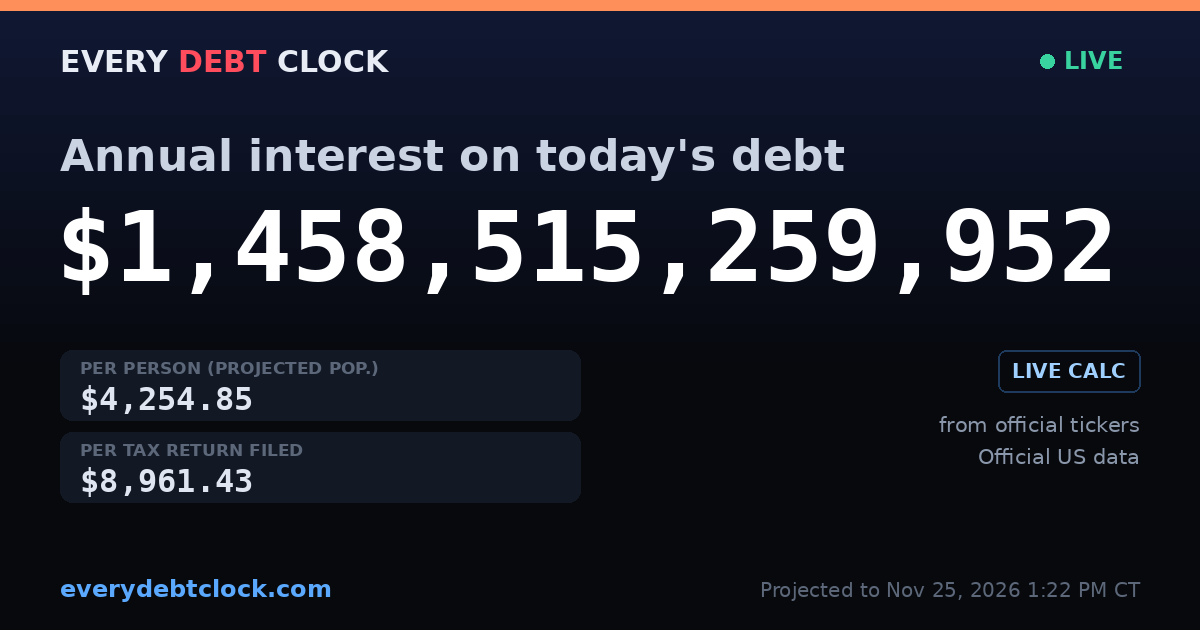 EVERY DEBT CLOCK
LIVE
Annual interest on today's debt
$1,458,515,259,952
PER PERSON (PROJECTED POP.)
$4,254.85
PER TAX RETURN FILED
$8,961.43
LIVE CALC
from official tickers
Official US data
everydebtclock.com
Projected to Nov 25, 2026 1:22 PM CT